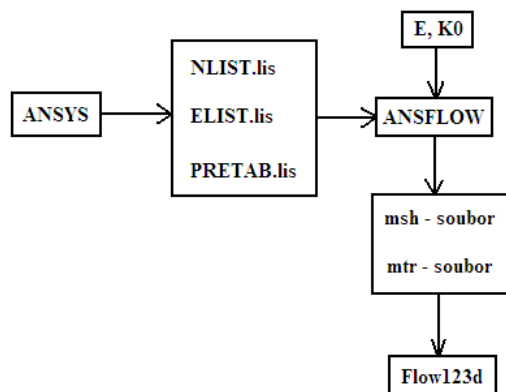 E, K0
NLIST.lis
ANSYS
ELIST.lis
ANSFLOW
PRETAB.lis
msh - soubor
mtr - soubor
Flow123d